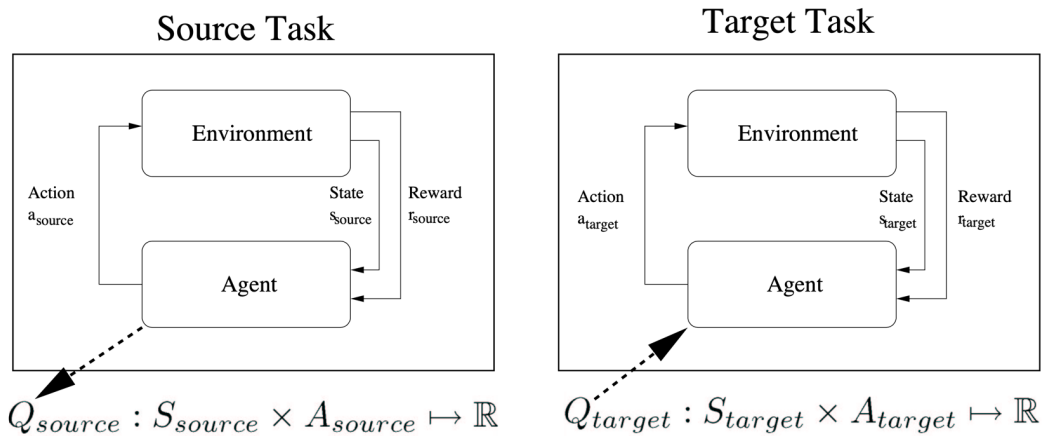 Source Task
Environment
Action
a_source
State
s_source
Reward
r_source
Agent
Q_source : S_source × A_source ↦ ℝ
Target Task
Environment
Action
a_target
State
s_target
Reward
r_target
Agent
Q_target : S_target × A_target ↦ ℝ